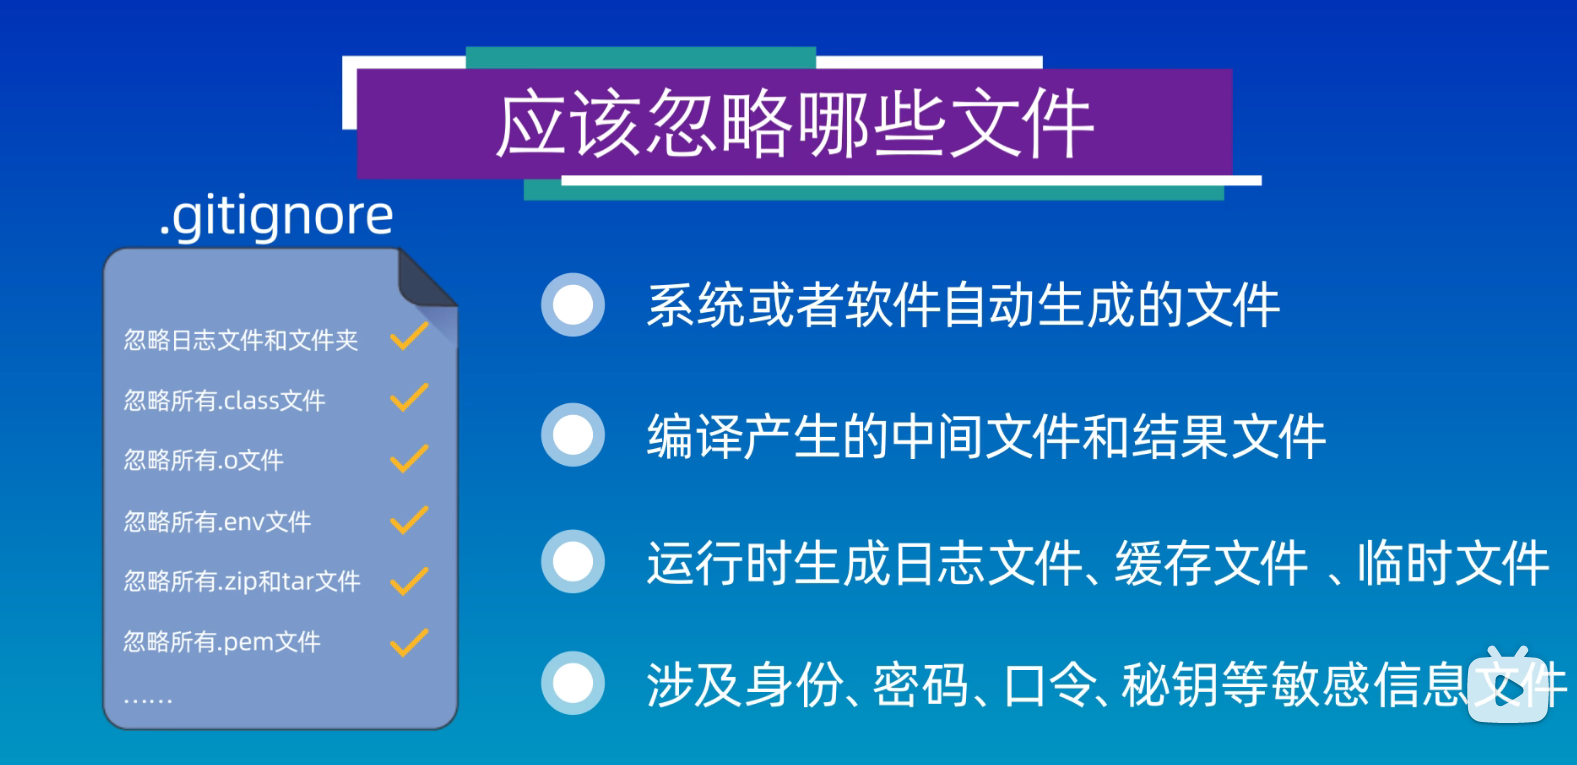 应该忽略哪些文件
.gitignore
忽略日志文件和文件夹
忽略所有.class文件
忽略所有.o文件
忽略所有.env文件
忽略所有.zip和tar文件
忽略所有.pem文件
......
系统或者软件自动生成的文件
编译产生的中间文件和结果文件
运行时生成日志文件、缓存文件 、临时文件
涉及身份、密码、口令、秘钥等敏感信息文件